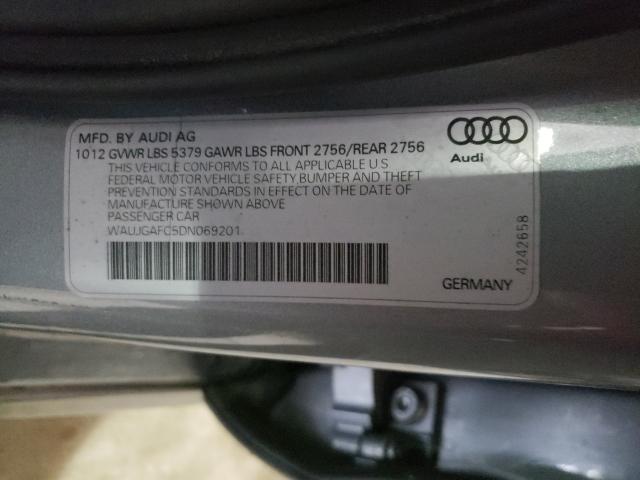 MFD. BY AUDI AG
1012 GVWR LBS 5379 GAWR LBS FRONT 2756/REAR 2756
THIS VEHICLE CONFORMS TO ALL APPLICABLE U S
FEDERAL MOTOR VEHICLE SAFETY, BUMPER AND THEFT
PREVENTION STANDARDS IN EFFECT ON THE DATE OF
MANUFACTURE SHOWN ABOVE
PASSENGER CAR
WAUJGAFC5DN069201
Audi
4242658
GERMANY